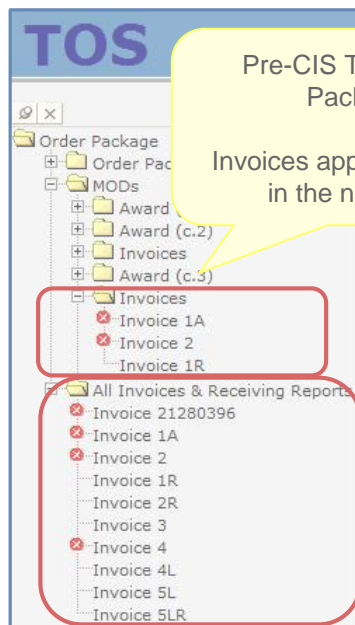 TOS
Pre-CIS T
Pack
Invoices app
in the n
Order Package
Order Pac
MODs
Award
Award (c.2)
Invoices
Award (c.3)
Invoices
Invoice 1A
Invoice 2
Invoice 1R
All Invoices & Receiving Reports
Invoice 21280396
Invoice 1A
Invoice 2
Invoice 1R
Invoice 2R
Invoice 3
Invoice 4
Invoice 4L
Invoice 5L
Invoice 5LR